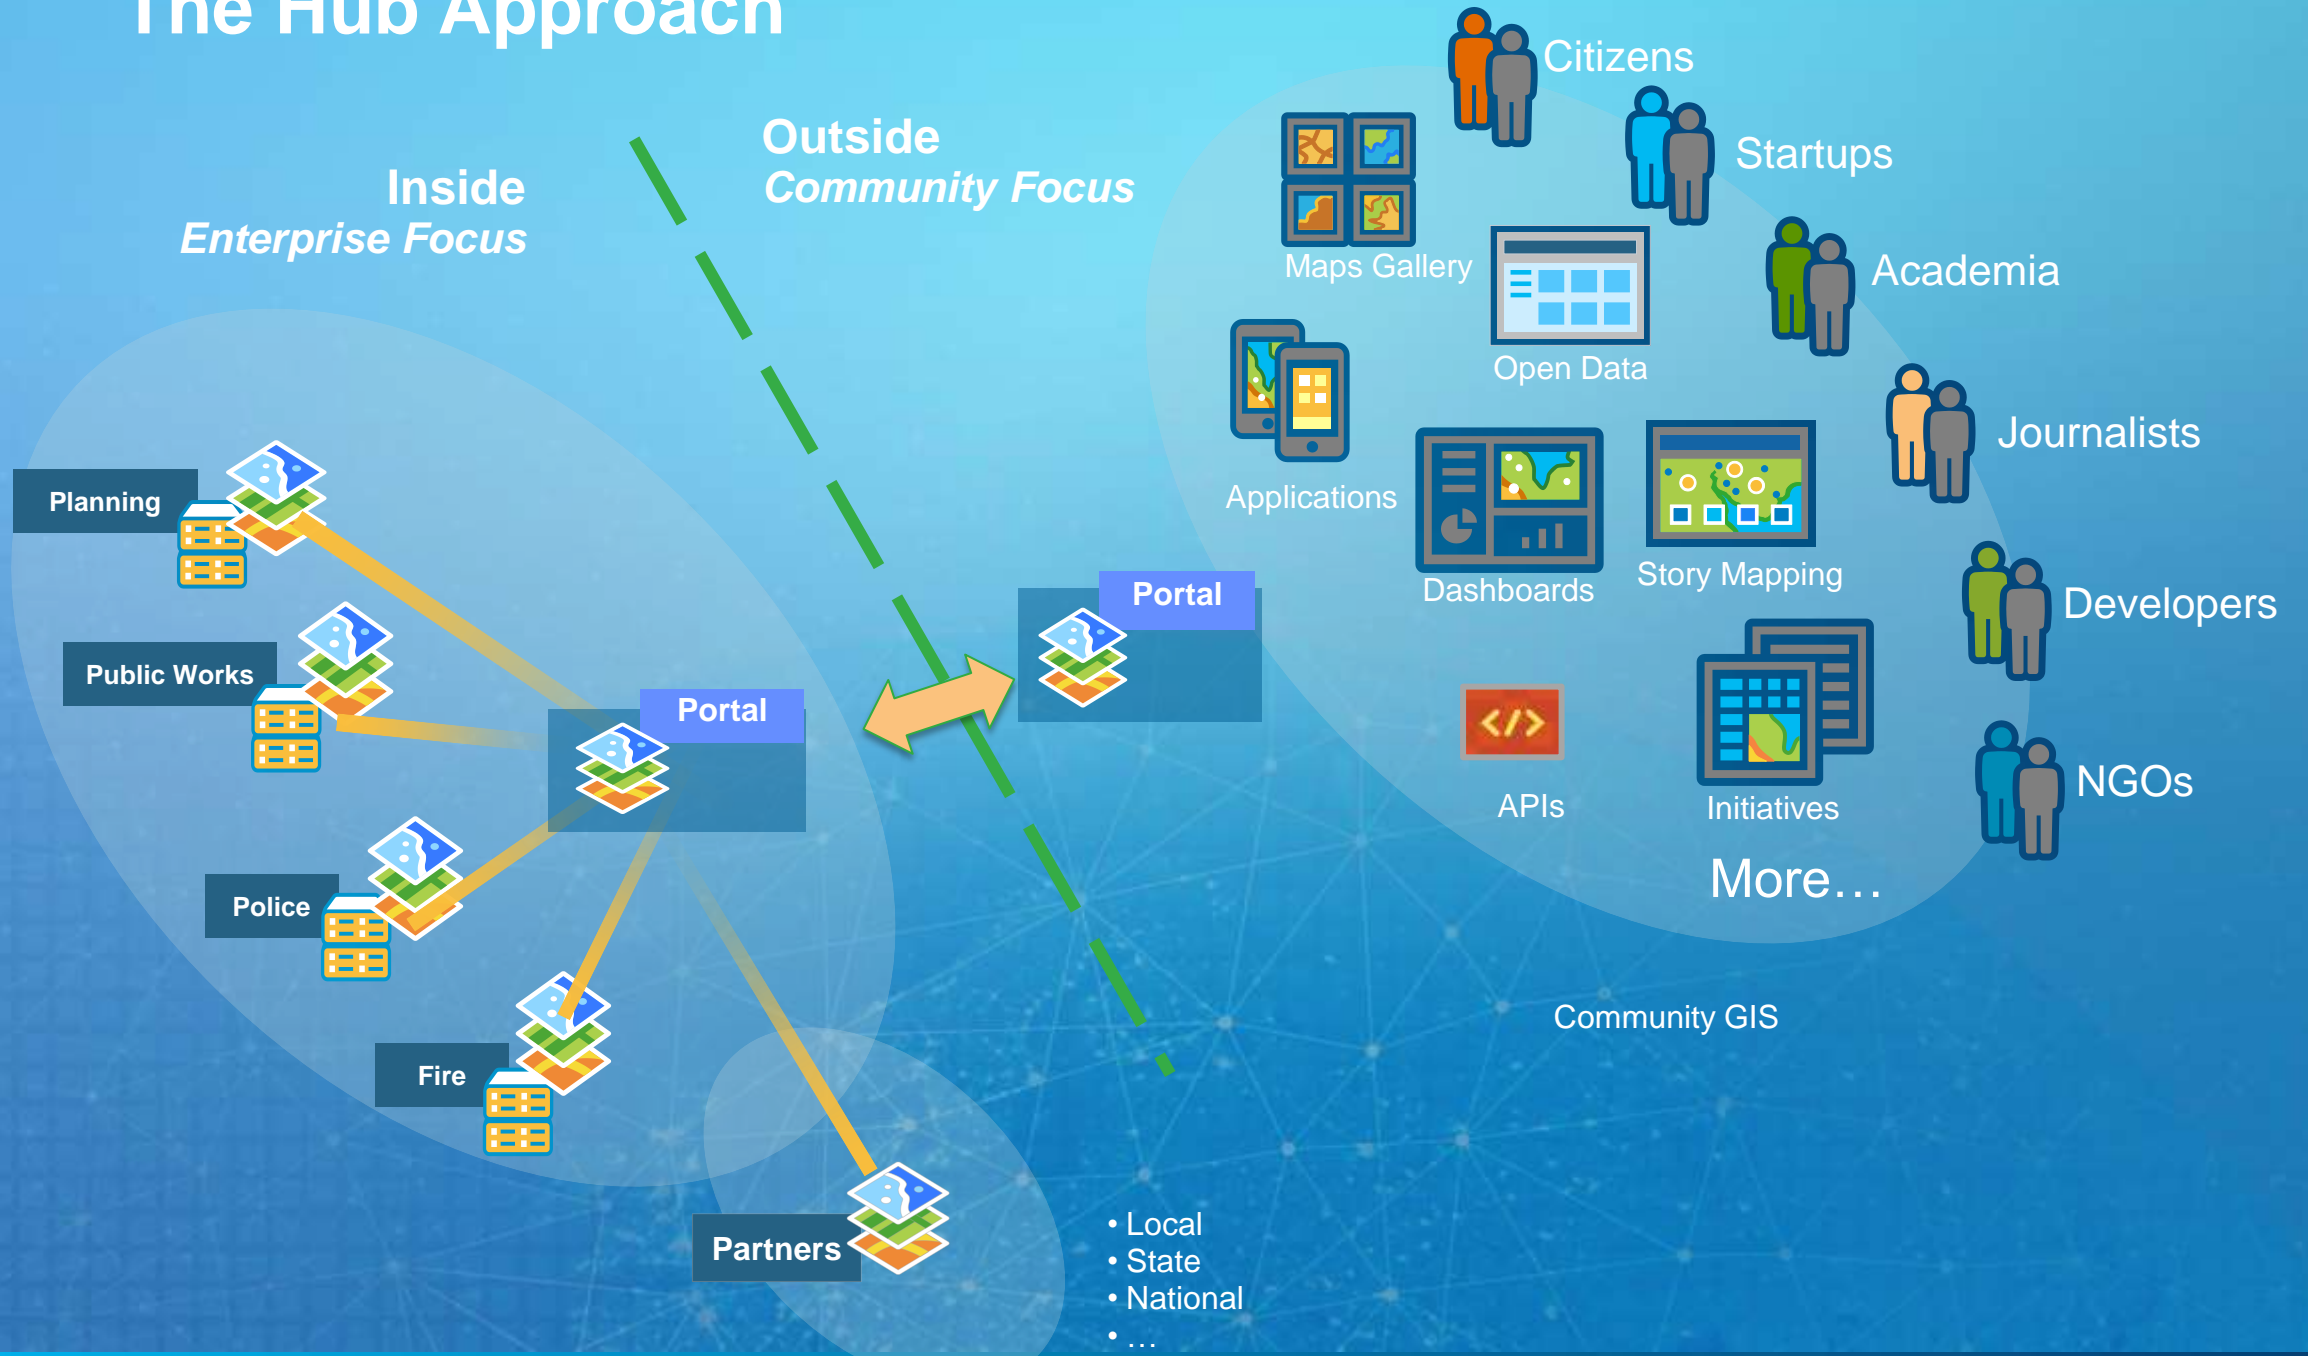 The Hub Approach
Inside
Enterprise Focus
Outside
Community Focus
Citizens
Startups
Academia
Journalists
Developers
NGOs
Maps Gallery
Open Data
Applications
Dashboards
Story Mapping
</>
APIs
Initiatives
More…
Community GIS
Planning
Public Works
Police
Fire
Portal
Portal
Partners
• Local
• State
• National
• …